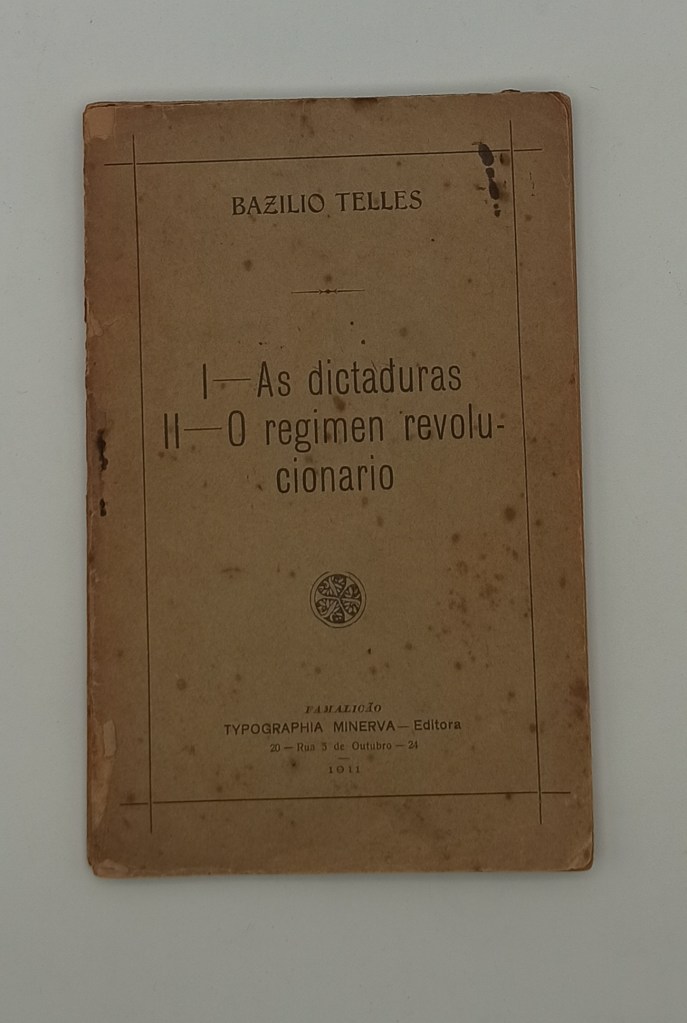 BAZILIO TELLES
I—As dictaduras
II—O regimen revolu-
cionario
FAMALICÃO
TYPOGRAPHIA MINERVA—Editora
20—Rua 5 de Outubro—24
1911